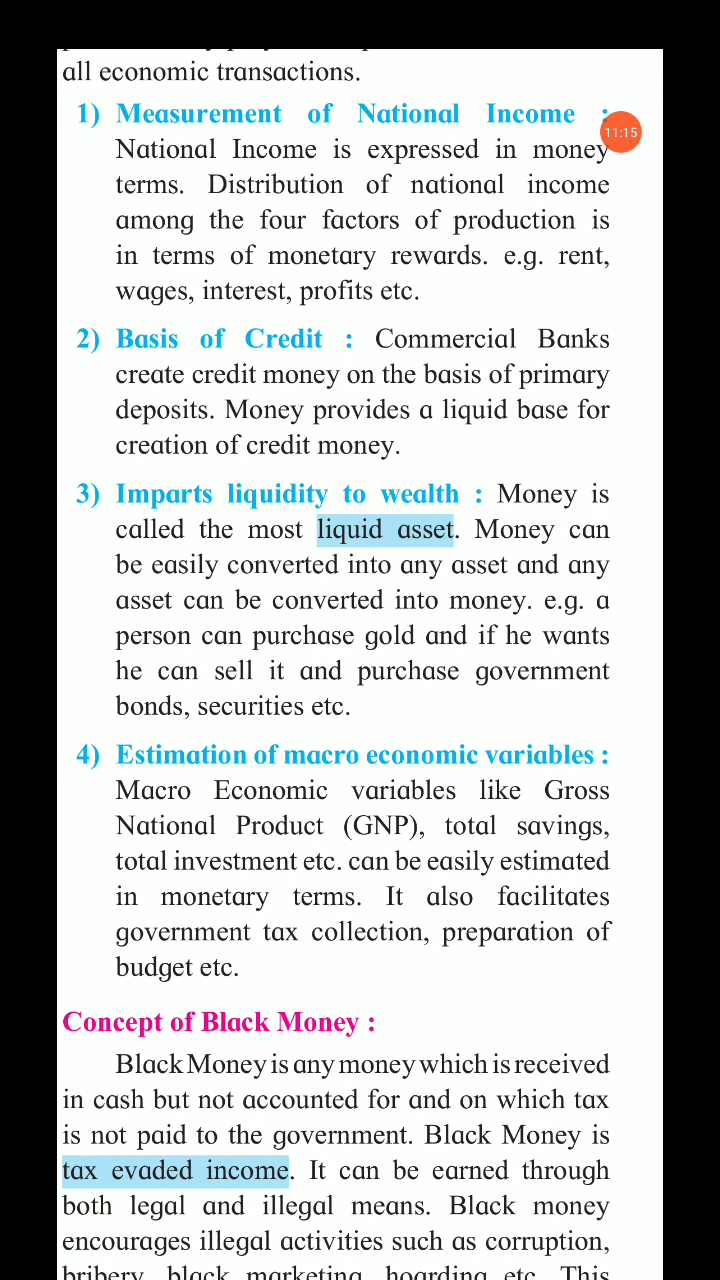 all economic transactions.
1) Measurement of National Income :
11:15
National Income is expressed in money
terms. Distribution of national income
among the four factors of production is
in terms of monetary rewards. e.g. rent,
wages, interest, profits etc.
2) Basis of Credit : Commercial Banks
create credit money on the basis of primary
deposits. Money provides a liquid base for
creation of credit money.
3) Imparts liquidity to wealth : Money is
called the most liquid asset. Money can
be easily converted into any asset and any
asset can be converted into money. e.g. a
person can purchase gold and if he wants
he can sell it and purchase government
bonds, securities etc.
4) Estimation of macro economic variables :
Macro Economic variables like Gross
National Product (GNP), total savings,
total investment etc. can be easily estimated
in monetary terms. It also facilitates
government tax collection, preparation of
budget etc.
Concept of Black Money :
Black Money is any money which is received
in cash but not accounted for and on which tax
is not paid to the government. Black Money is
tax evaded income. It can be earned through
both legal and illegal means. Black money
encourages illegal activities such as corruption,
bribery, black marketing, hoarding etc. This